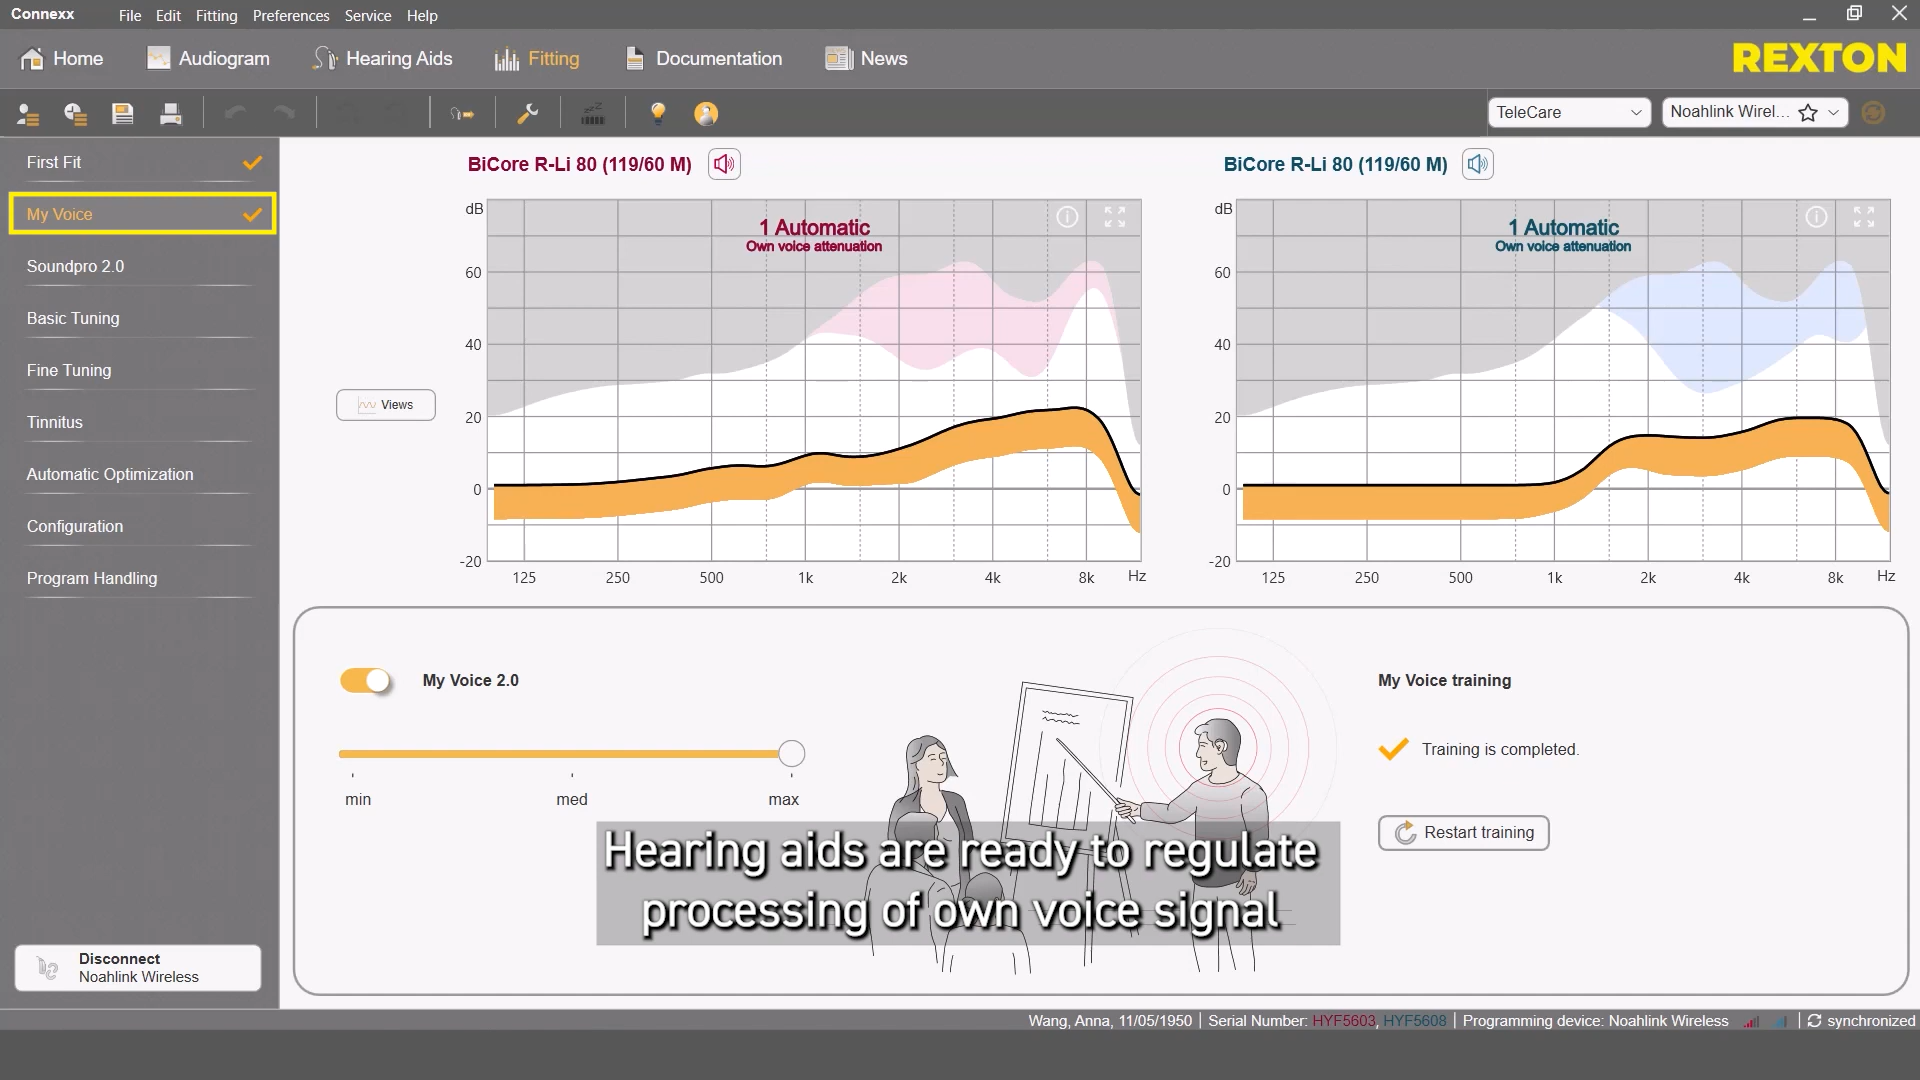 Connexx
File Edit Fitting Preferences Service Help
Home Audiogram Hearing Aids Fitting Documentation News
REXTON
TeleCare
Noahlink Wirel...
First Fit
My Voice
Soundpro 2.0
Basic Tuning
Fine Tuning
Tinnitus
Automatic Optimization
Configuration
Program Handling
Disconnect
Noahlink Wireless
Views
BiCore R-Li 80 (119/60 M)
dB
1 Automatic
Own voice attenuation
60
40
20
0
-20
125 250 500 1k 2k 4k 8k Hz
BiCore R-Li 80 (119/60 M)
dB
1 Automatic
Own voice attenuation
60
40
20
0
-20
125 250 500 1k 2k 4k 8k Hz
My Voice 2.0
min med max
My Voice training
Training is completed.
Restart training
Hearing aids are ready to regulate
processing of own voice signal
Wang, Anna, 11/05/1950 | Serial Number: HYF5603, HYF5608 | Programming device: Noahlink Wireless | synchronized